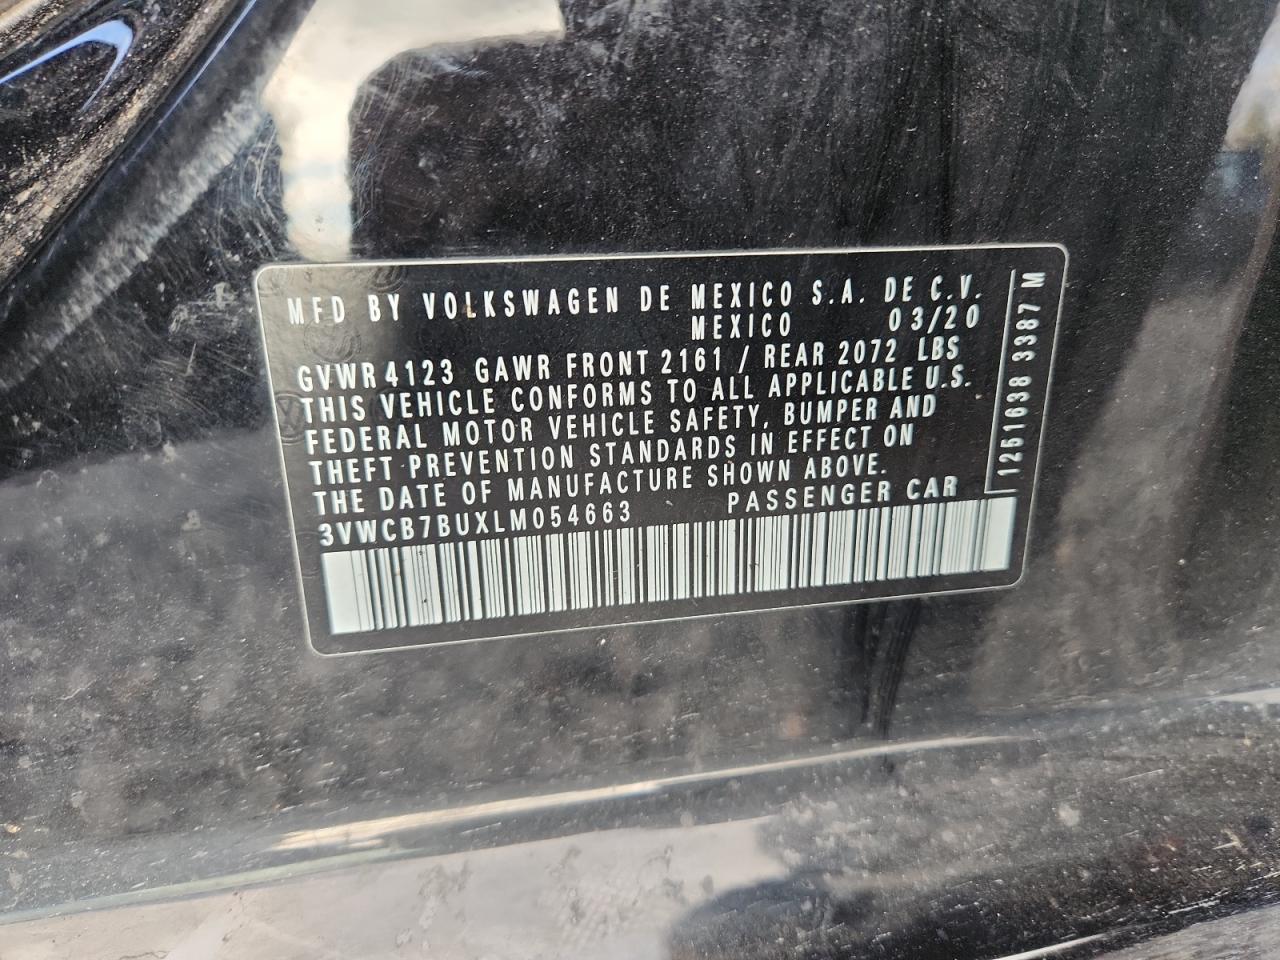 MFD BY VOLKSWAGEN DE MEXICO S.A. DE C.V.
MEXICO 03/20
GVWR 4123 GAWR FRONT 2161 / REAR 2072 LBS
THIS VEHICLE CONFORMS TO ALL APPLICABLE U.S.
FEDERAL MOTOR VEHICLE SAFETY, BUMPER AND
THEFT PREVENTION STANDARDS IN EFFECT ON
THE DATE OF MANUFACTURE SHOWN ABOVE.
3VWCB7BUXLM054663 PASSENGER CAR
1251638 3387 M